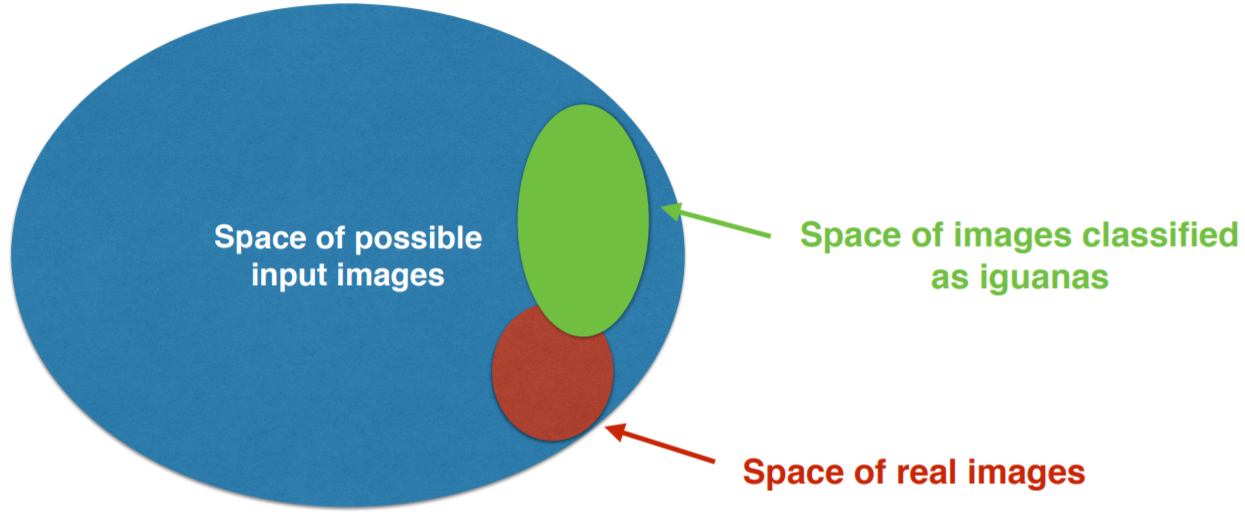 Space of possible
input images
Space of images classified
as iguanas
Space of real images